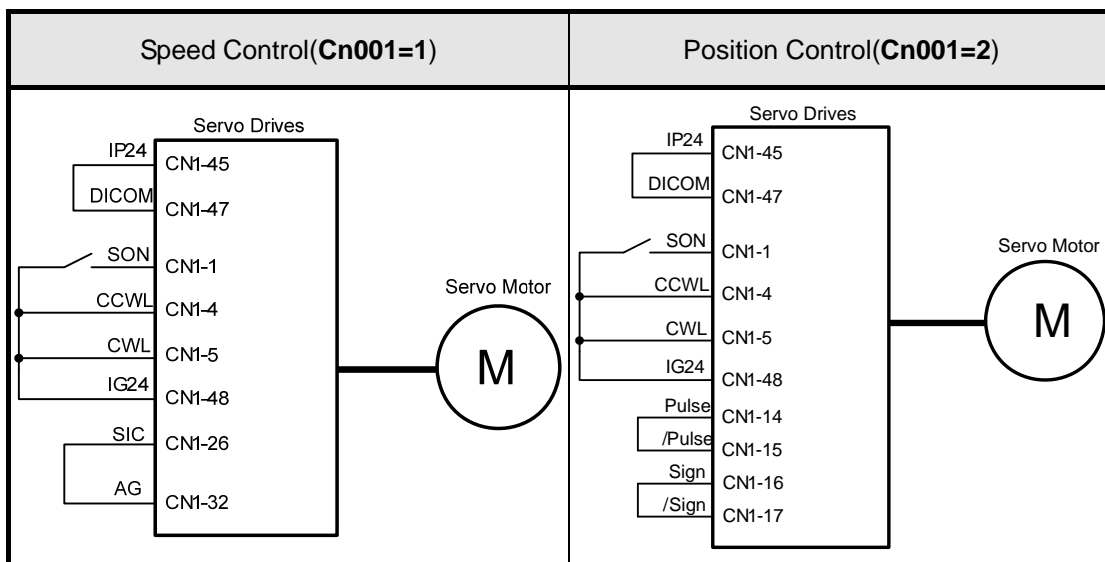 Speed Control(Cn001=1)
Position Control(Cn001=2)
Servo Drives
IP24 CN1-45
DICOM CN1-47
SON CN1-1
CCWL CN1-4
CWL CN1-5
IG24 CN1-48
SIC CN1-26
AG CN1-32
Servo Motor
M
Servo Drives
IP24 CN1-45
DICOM CN1-47
SON CN1-1
CCWL CN1-4
CWL CN1-5
IG24 CN1-48
Pulse CN1-14
/Pulse CN1-15
Sign CN1-16
/Sign CN1-17
Servo Motor
M